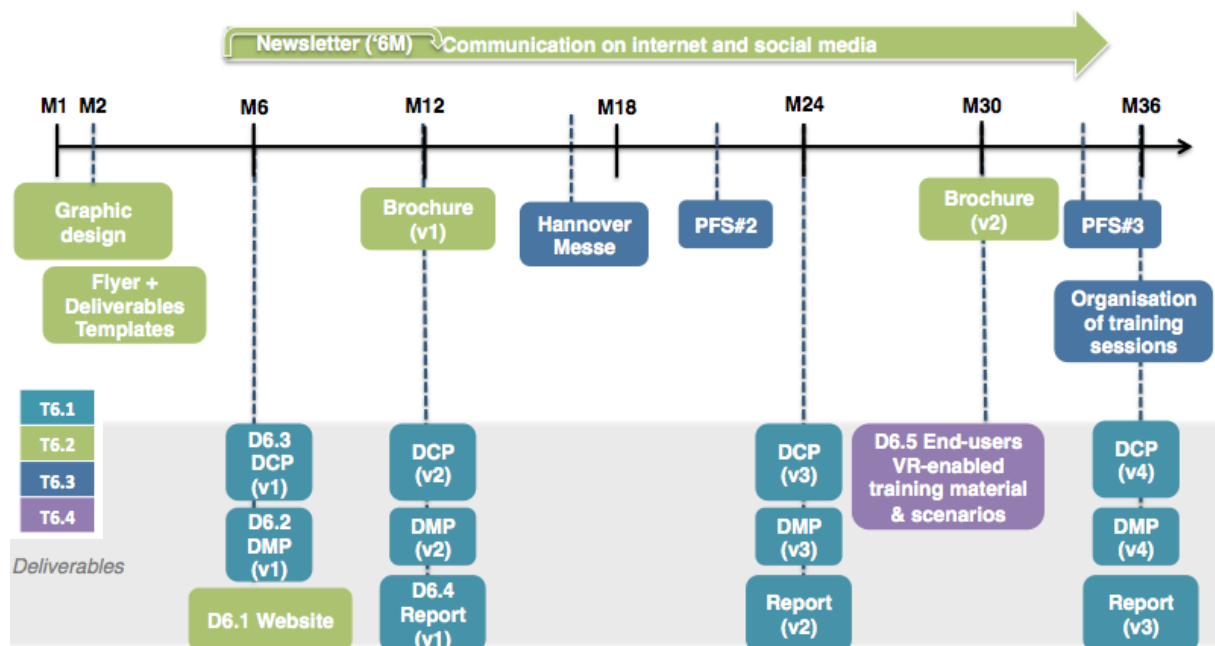 Newsletter ('6M)
Communication on internet and social media
M1 M2 M6 M12 M18 M24 M30 M36
Graphic
design
Flyer +
Deliverables
Templates
Brochure
(v1)
Hannover
Messe
PFS#2
Brochure
(v2)
PFS#3
Organisation
of training
sessions
T6.1
T6.2
T6.3
T6.4
Deliverables
D6.3
DCP
(v1)
D6.2
DMP
(v1)
D6.1 Website
DCP
(v2)
DMP
(v2)
D6.4
Report
(v1)
DCP
(v3)
DMP
(v3)
Report
(v2)
D6.5 End-users
VR-enabled
training material
& scenarios
DCP
(v4)
DMP
(v4)
Report
(v3)